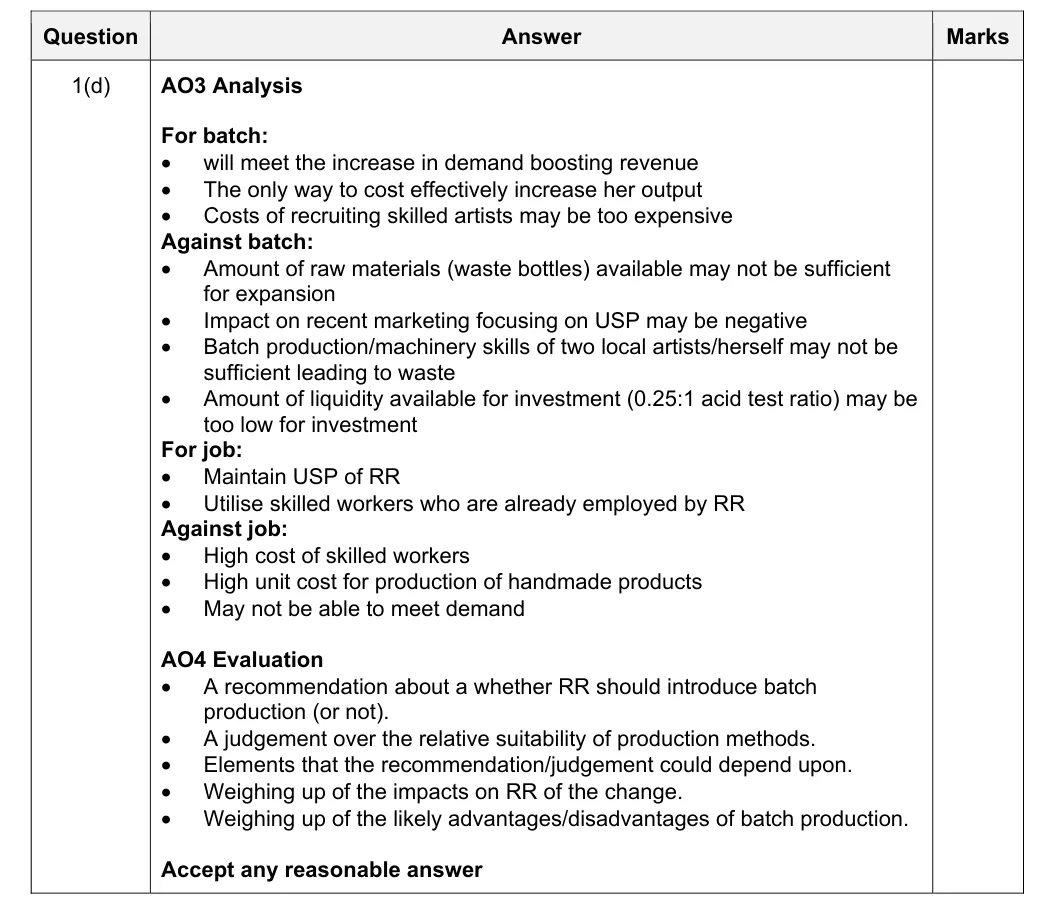 Question Answer Marks
1(d) AO3 Analysis
For batch:
• will meet the increase in demand boosting revenue
• The only way to cost effectively increase her output
• Costs of recruiting skilled artists may be too expensive
Against batch:
• Amount of raw materials (waste bottles) available may not be sufficient
for expansion
• Impact on recent marketing focusing on USP may be negative
• Batch production/machinery skills of two local artists/herself may not be
sufficient leading to waste
• Amount of liquidity available for investment (0.25:1 acid test ratio) may be
too low for investment
For job:
• Maintain USP of RR
• Utilise skilled workers who are already employed by RR
Against job:
• High cost of skilled workers
• High unit cost for production of handmade products
• May not be able to meet demand
AO4 Evaluation
• A recommendation about a whether RR should introduce batch
production (or not).
• A judgement over the relative suitability of production methods.
• Elements that the recommendation/judgement could depend upon.
• Weighing up of the impacts on RR of the change.
• Weighing up of the likely advantages/disadvantages of batch production.
Accept any reasonable answer